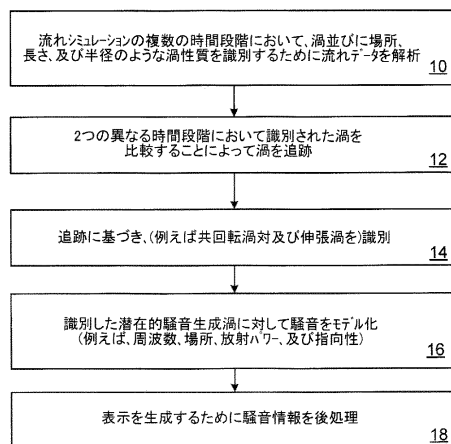 流れシミュレーションの複数の時間段階において、渦並びに場所、
長さ、及び半径のような渦性質を識別するために流れデータを解析
10
2つの異なる時間段階において識別された渦を
比較することによって渦を追跡
12
追跡に基づき、(例えば共回転渦対及び伸張渦を)識別
14
識別した潜在的騒音生成渦に対して騒音をモデル化
(例えば、周波数、場所、放射パワー、及び指向性)
16
表示を生成するために騒音情報を後処理
18